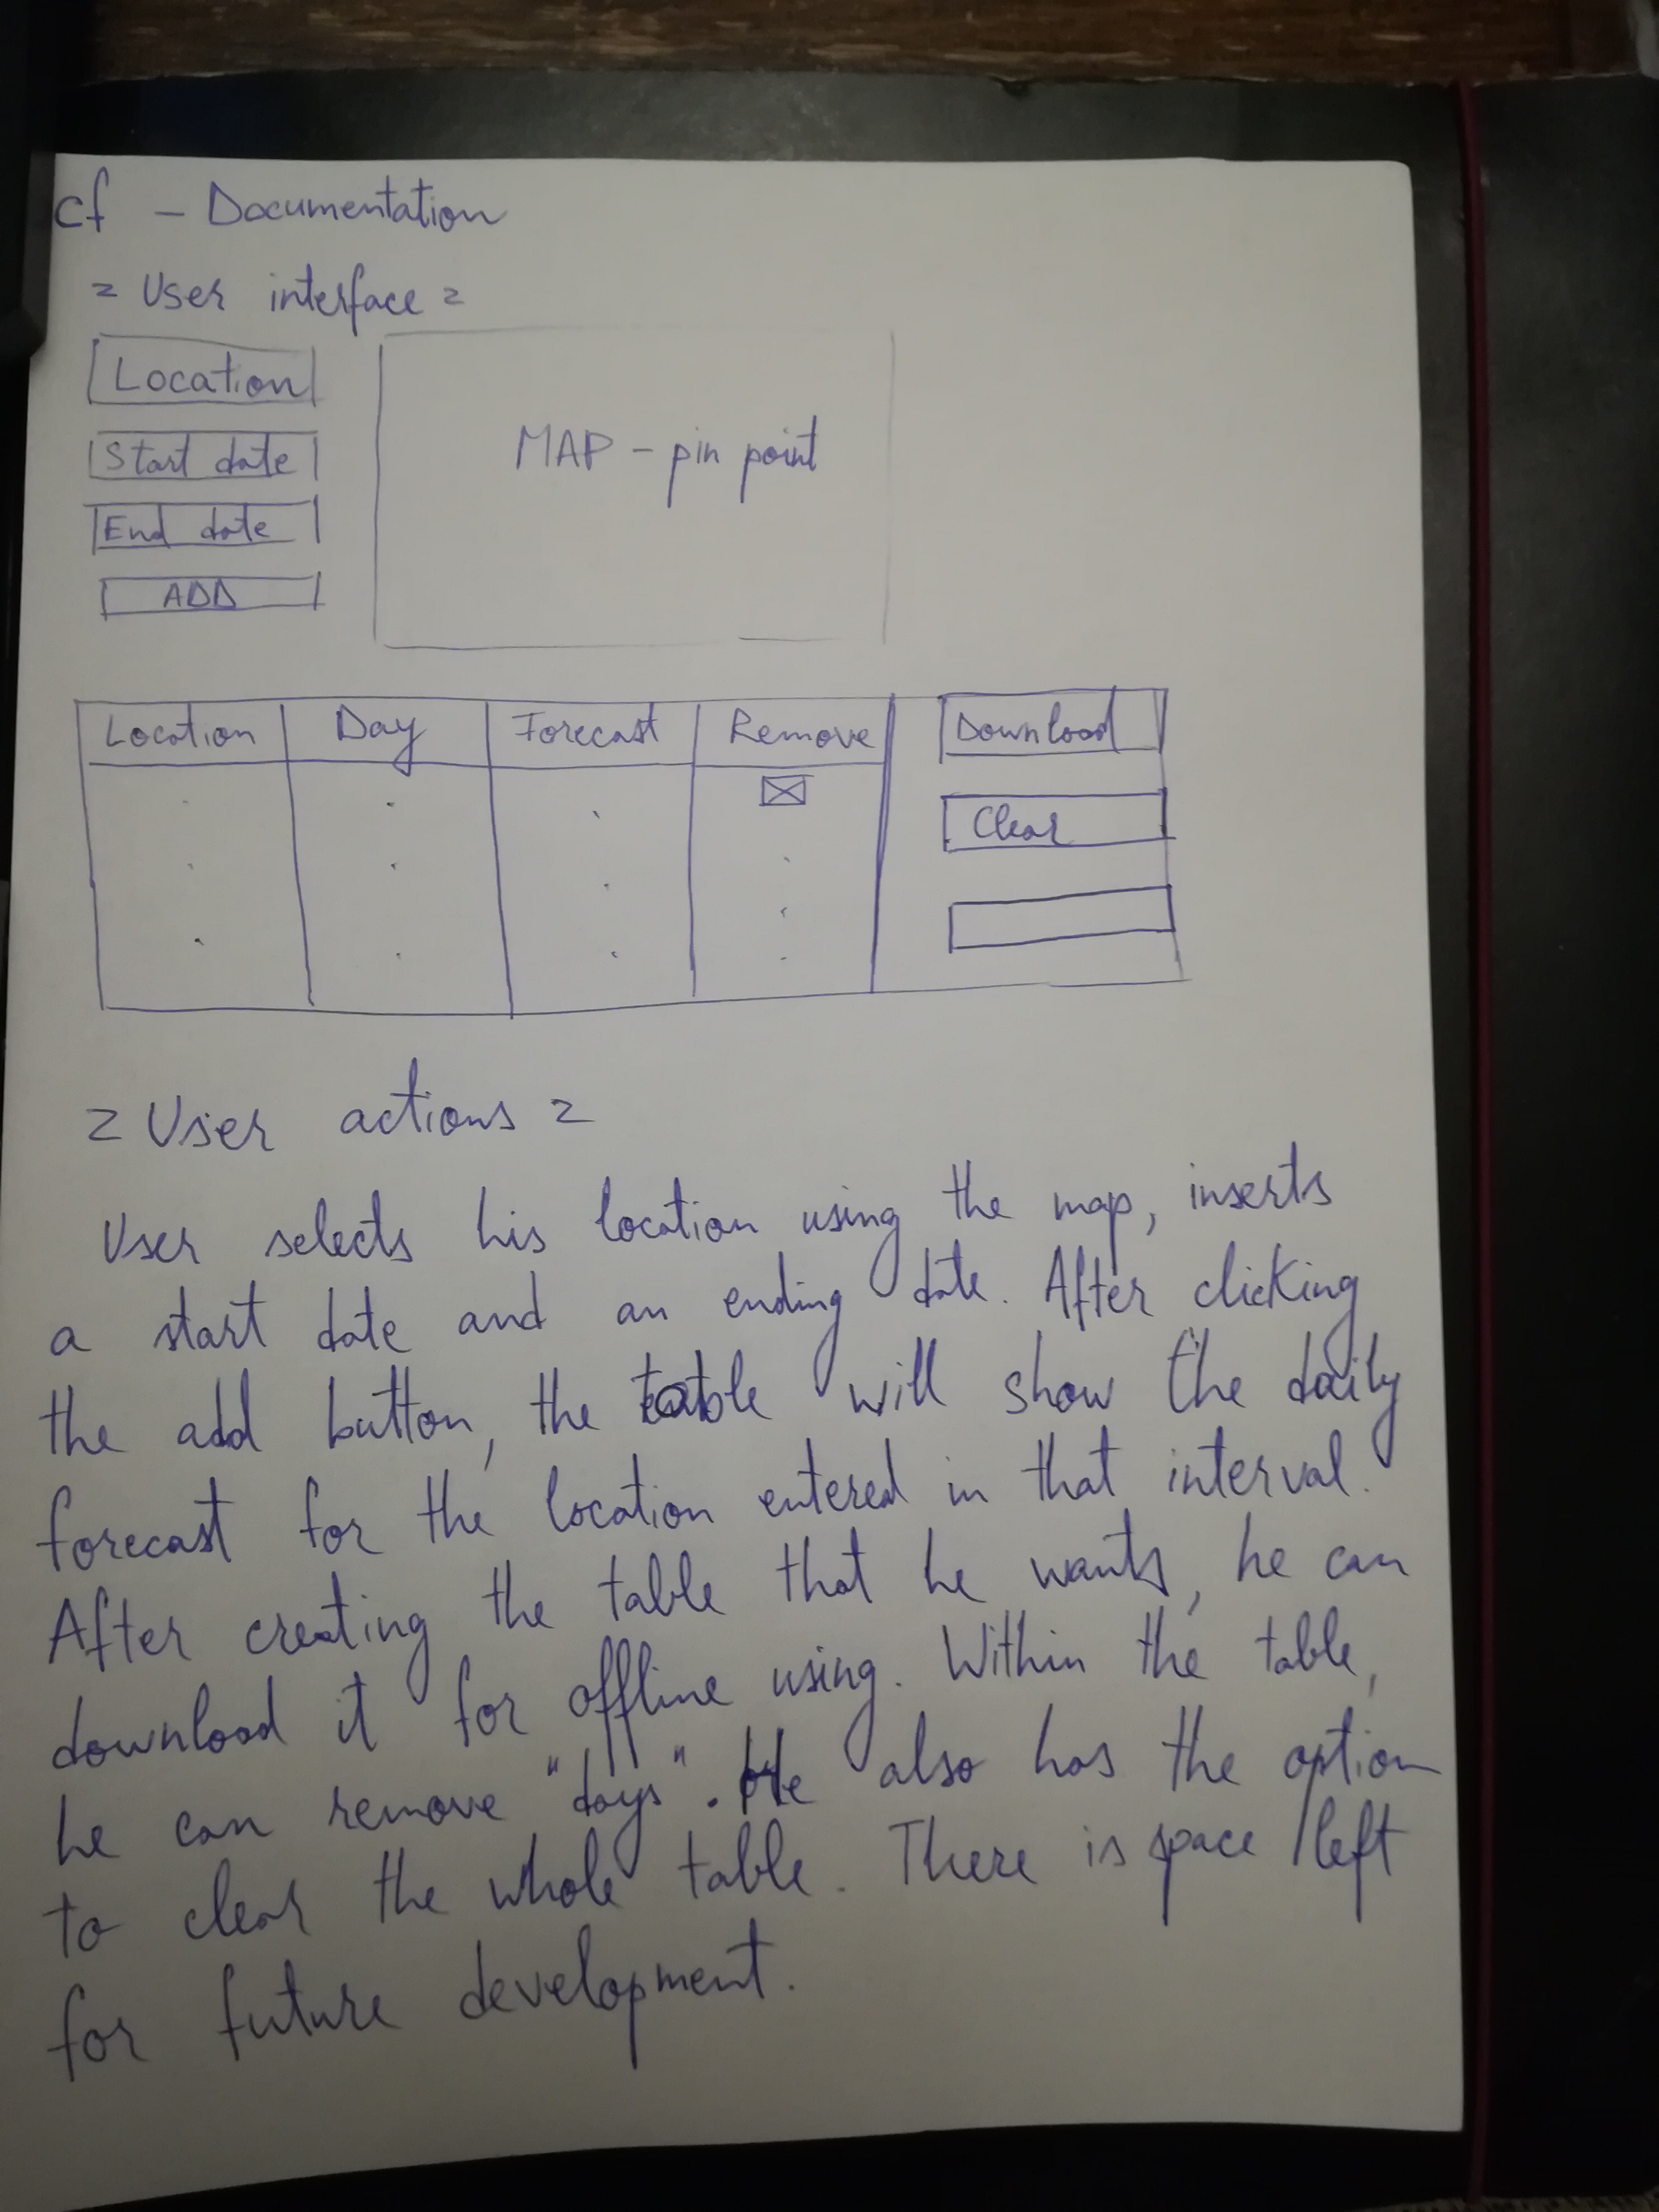 cf - Documentation
= User interface =
Location
Start date
End date
ADD
MAP - pin point
Location Day Forecast Remove
Download
Clear
= User actions =
User selects his location using the map, inserts
a start date and an ending date. After clicking
the add button, the table will show the daily
forecast for the location entered in that interval.
After creating the table that he wants, he can
download it for offline using. Within the table,
he can remove "days". He also has the option
to clear the whole table. There is space left
for future development.